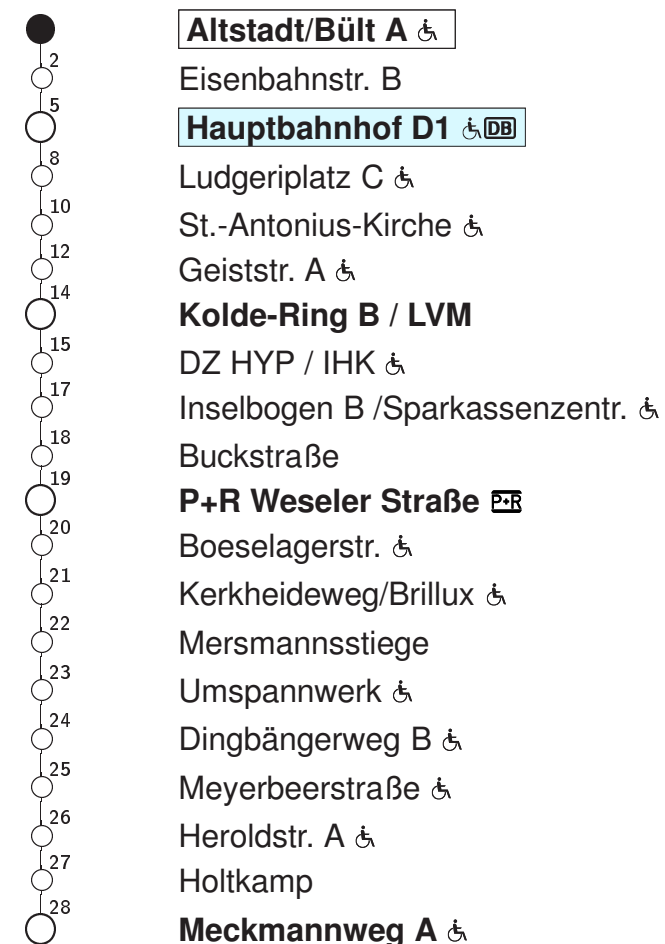 Altstadt/Bült A
2
Eisenbahnstr. B
5
Hauptbahnhof D1 DB
8
Ludgeriplatz C
10
St.-Antonius-Kirche
12
Geiststr. A
14
Kolde-Ring B / LVM
15
DZ HYP / IHK
17
Inselbogen B /Sparkassenzentr.
18
Buckstraße
19
P+R Weseler Straße P+R
20
Boeselagerstr.
21
Kerkheideweg/Brillux
22
Mersmannsstiege
23
Umspannwerk
24
Dingbängerweg B
25
Meyerbeerstraße
26
Heroldstr. A
27
Holtkamp
28
Meckmannweg A